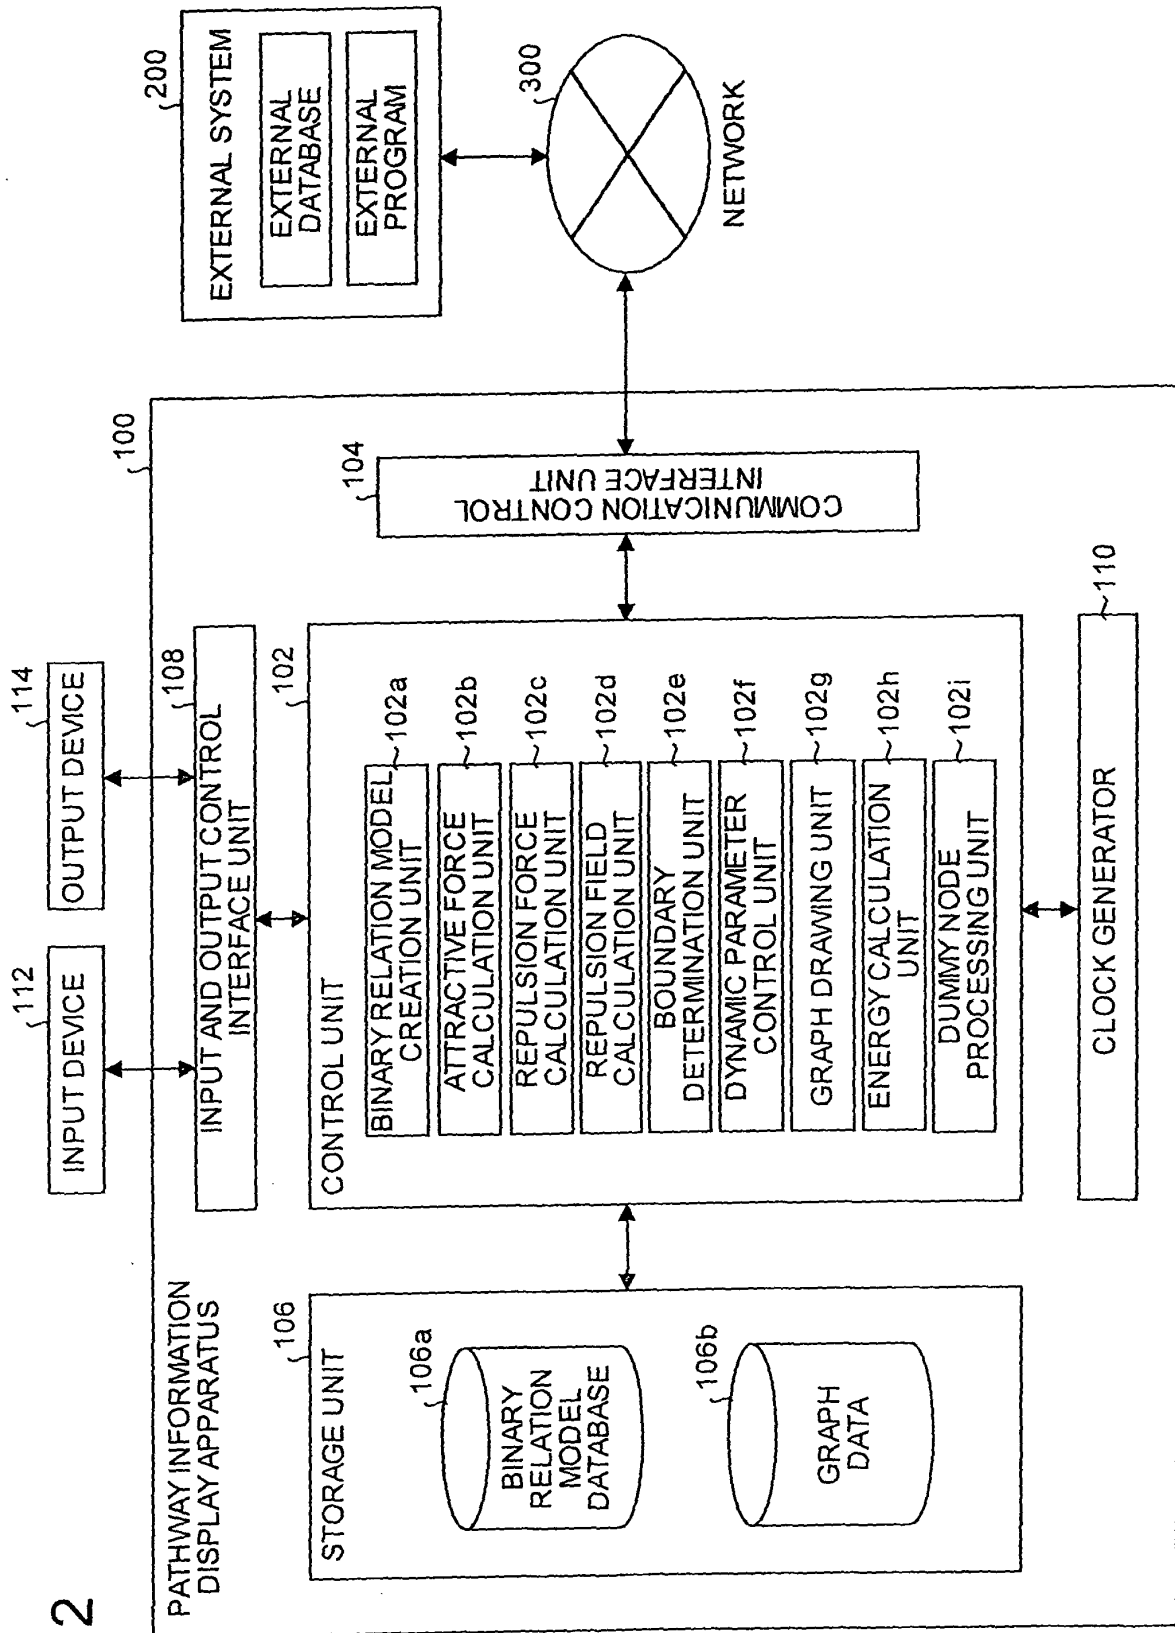 2
PATHWAY INFORMATION
DISPLAY APPARATUS
100
112
INPUT DEVICE
114
OUTPUT DEVICE
108
INPUT AND OUTPUT CONTROL
INTERFACE UNIT
106
STORAGE UNIT
106a
BINARY
RELATION
MODEL
DATABASE
106b
GRAPH
DATA
102
CONTROL UNIT
BINARY RELATION MODEL
CREATION UNIT
102a
ATTRACTIVE FORCE
CALCULATION UNIT
102b
REPULSION FORCE
CALCULATION UNIT
102c
REPULSION FIELD
CALCULATION UNIT
102d
BOUNDARY
DETERMINATION UNIT
102e
DYNAMIC PARAMETER
CONTROL UNIT
102f
GRAPH DRAWING UNIT
102g
ENERGY CALCULATION
UNIT
102h
DUMMY NODE
PROCESSING UNIT
102i
104
COMMUNICATION CONTROL
INTERFACE UNIT
CLOCK GENERATOR
110
200
EXTERNAL SYSTEM
EXTERNAL
DATABASE
EXTERNAL
PROGRAM
300
NETWORK